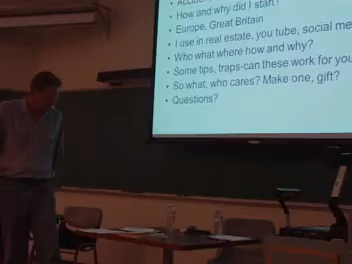 • How and why did I start?
• Europe, Great Britain
• I use in real estate, you tube, social me
• Who what where how and why?
• Some tips, traps-can these work for you
• So what, who cares? Make one, gift?
• Questions?